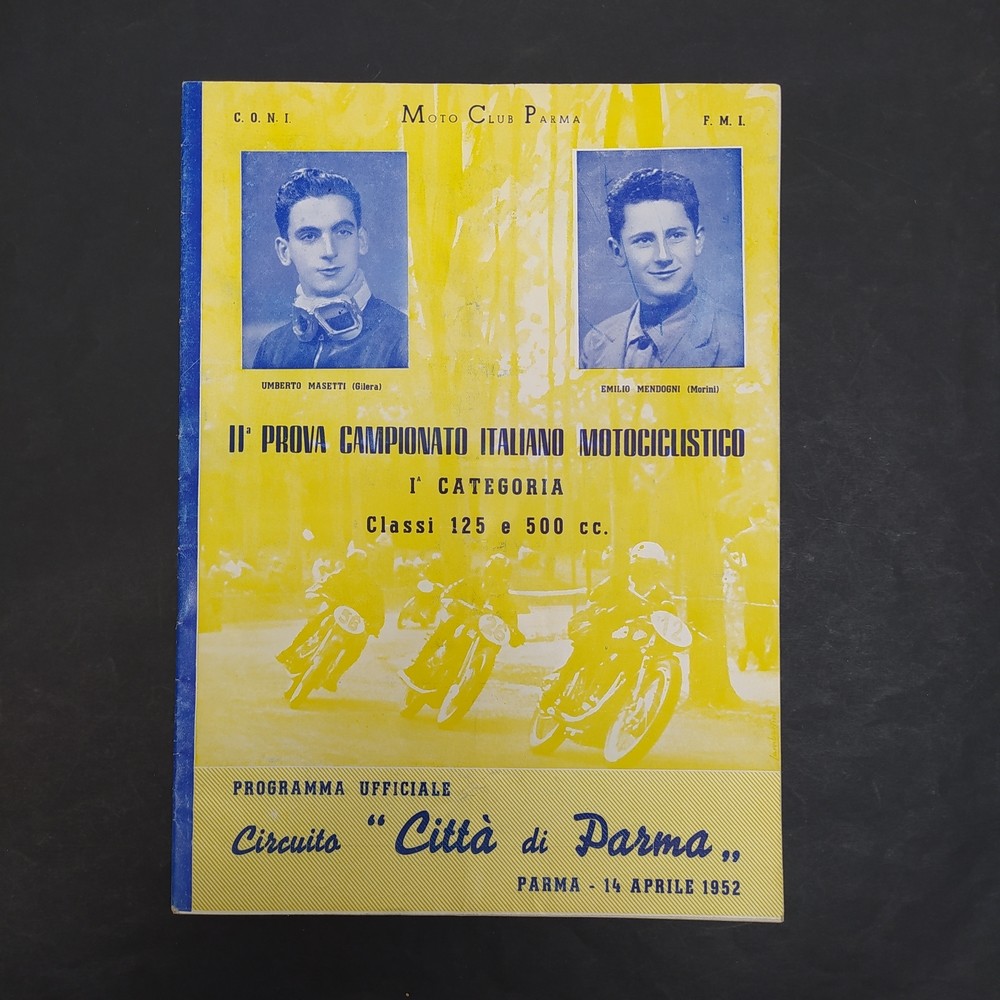 C. O. N. I.
Moto Club Parma
F. M. I.
UMBERTO MASETTI (Gilera)
EMILIO MENDOGNI (Morini)
IIª PROVA CAMPIONATO ITALIANO MOTOCICLISTICO
Iᴬ CATEGORIA
Classi 125 e 500 cc.
PROGRAMMA UFFICIALE
Circuito “Città di Parma„
PARMA - 14 APRILE 1952